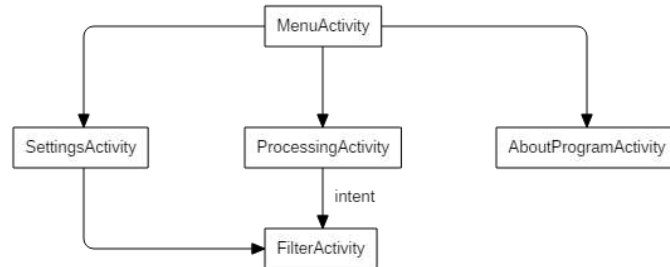 MenuActivity
SettingsActivity
ProcessingActivity
AboutProgramActivity
intent
FilterActivity